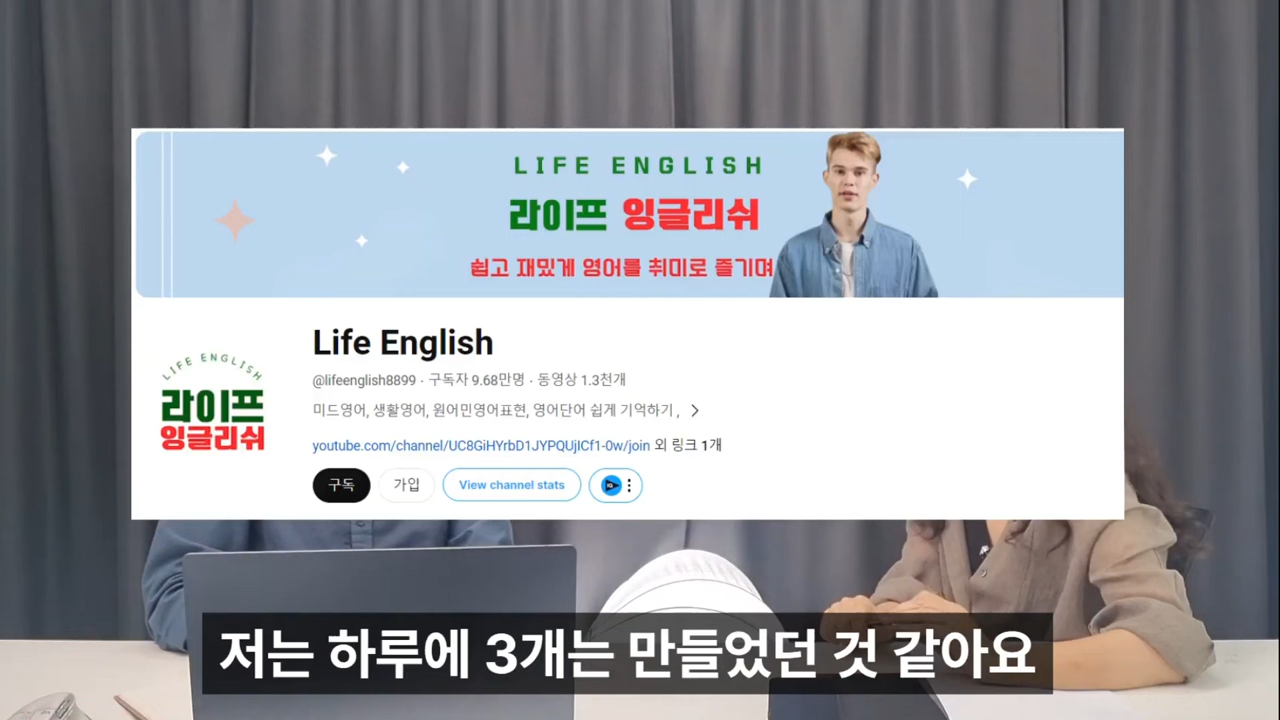 LIFE ENGLISH
라이프 잉글리쉬
쉽고 재밌게 영어를 취미로 즐기며
LIFE ENGLISH
라이프
잉글리쉬
Life English
@lifeenglish8899 · 구독자 9.68만명 · 동영상 1.3천개
미드영어, 생활영어, 원어민영어표현, 영어단어 쉽게 기억하기 ,
youtube.com/channel/UC8GiHYrbD1JYPQUjICf1-0w/join 외 링크 1개
구독
가입
View channel stats
IQ
저는 하루에 3개는 만들었던 것 같아요